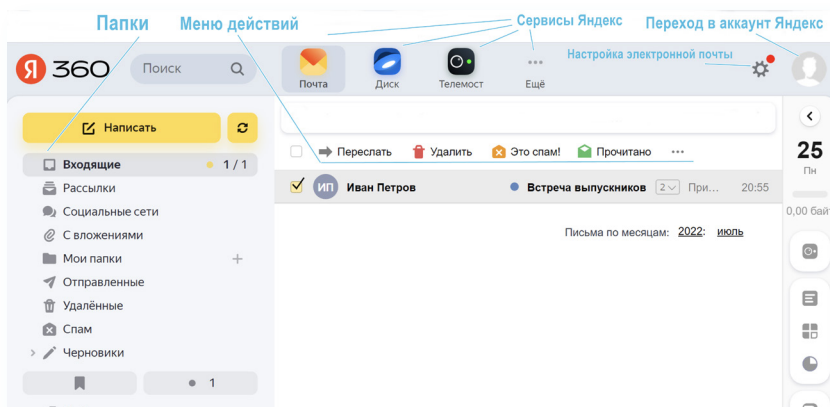 Папки
Меню действий
Сервисы Яндекс
Переход в аккаунт Яндекс
Настройка электронной почты
Я 360
Поиск
Почта
Диск
Телемост
Ещё
Написать
Переслать
Удалить
Это спам!
Прочитано
25
Пн
Входящие
1 / 1
ИП
Иван Петров
Встреча выпускников
2
При...
20:55
Рассылки
Социальные сети
0,00 байт
Письма по месяцам: 2022: июль
С вложениями
Мои папки
Отправленные
Удалённые
Спам
Черновики
1